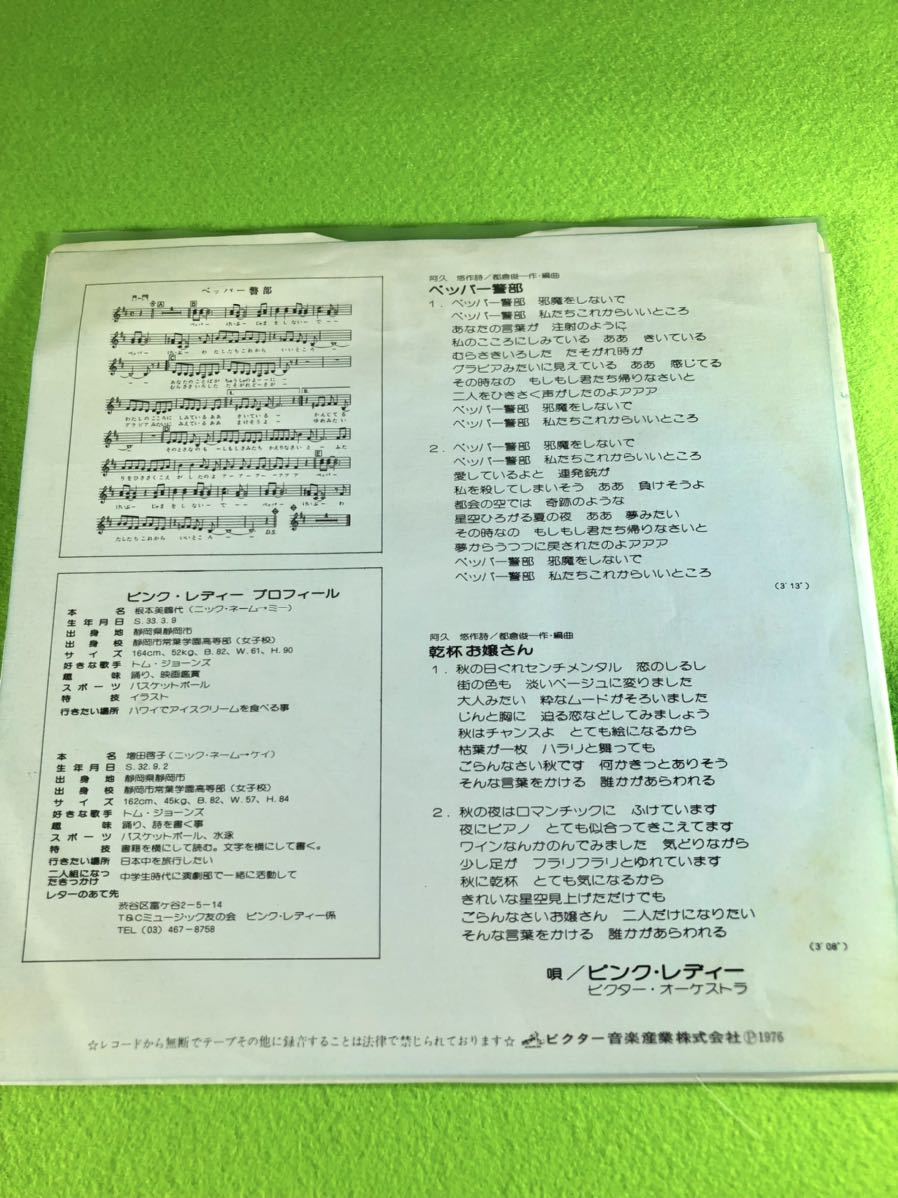 ペッパー警部
阿久 悠作詩/都倉俊一作・編曲
ペッパー警部
1. ペッパー警部 邪魔をしないで
ペッパー警部 私たちこれからいいところ
あなたの言葉が 注射のように
私のこころにしみている ああ きいている
むらさきいろした たそがれ時が
グラビアみたいに見えている ああ 感じてる
その時なの もしもし君たち帰りなさいと
二人をひきさく声がしたのよアアア
ペッパー警部 邪魔をしないで
ペッパー警部 私たちこれからいいところ
2. ペッパー警部 邪魔をしないで
ペッパー警部 私たちこれからいいところ
愛しているよと 連発銃が
私を殺してしまいそう ああ 負けそうよ
都会の空では 奇跡のような
星空ひろがる夏の夜 ああ 夢みたい
その時なの もしもし君たち帰りなさいと
夢からうつつに戻されたのよアアア
ペッパー警部 邪魔をしないで
ペッパー警部 私たちこれからいいところ
(3'13")
ピンク・レディー プロフィール
本名 根本美鶴代(ニック・ネーム→ミー)
生年月日 S.33.3.9
出身地 静岡県静岡市
出身校 静岡市常葉学園高等部(女子校)
サイズ 164cm、52kg、B.82、W.61、H.90
好きな歌手 トム・ジョーンズ
趣味 踊り、映画鑑賞
スポーツ バスケットボール
特技 イラスト
行きたい場所 ハワイでアイスクリームを食べる事
本名 増田啓子(ニック・ネーム→ケイ)
生年月日 S.32.9.2
出身地 静岡県静岡市
出身校 静岡市常葉学園高等部(女子校)
サイズ 162cm、45kg、B.82、W.57、H.84
好きな歌手 トム・ジョーンズ
趣味 踊り、詩を書く事
スポーツ バスケットボール、水泳
特技 書籍を横にして読む。文字を横にして書く。
行きたい場所 日本中を旅行したい
二人組になったきっかけ 中学生時代に演劇部で一緒に活動して
レターのあて先
渋谷区富ヶ谷2-5-14
T&Cミュージック友の会 ピンク・レディー係
TEL (03) 467-8758
阿久 悠作詩/都倉俊一作・編曲
乾杯お嬢さん
1. 秋の日ぐれセンチメンタル 恋のしるし
街の色も 淡いベージュに変りました
大人みたい 粋なムードがそろいました
じんと胸に 迫る恋などしてみましょう
秋はチャンスよ とても絵になるから
枯葉が一枚 ハラリと舞っても
ごらんなさい秋です 何かきっとありそう
そんな言葉をかける 誰かがあらわれる
2. 秋の夜はロマンチックに ふけています
夜にピアノ とても似合ってきこえてます
ワインなんかのんでみました 気どりながら
少し足が フラリフラリとゆれています
秋に乾杯 とても気になるから
きれいな星空見上げただけでも
ごらんなさいお嬢さん 二人だけになりたい
そんな言葉をかける 誰かがあらわれる
(3'08")
唄/ピンク・レディー
ビクター・オーケストラ
☆レコードから無断でテープその他に録音することは法律で禁じられております☆ ビクター音楽産業株式会社 Ⓟ1976